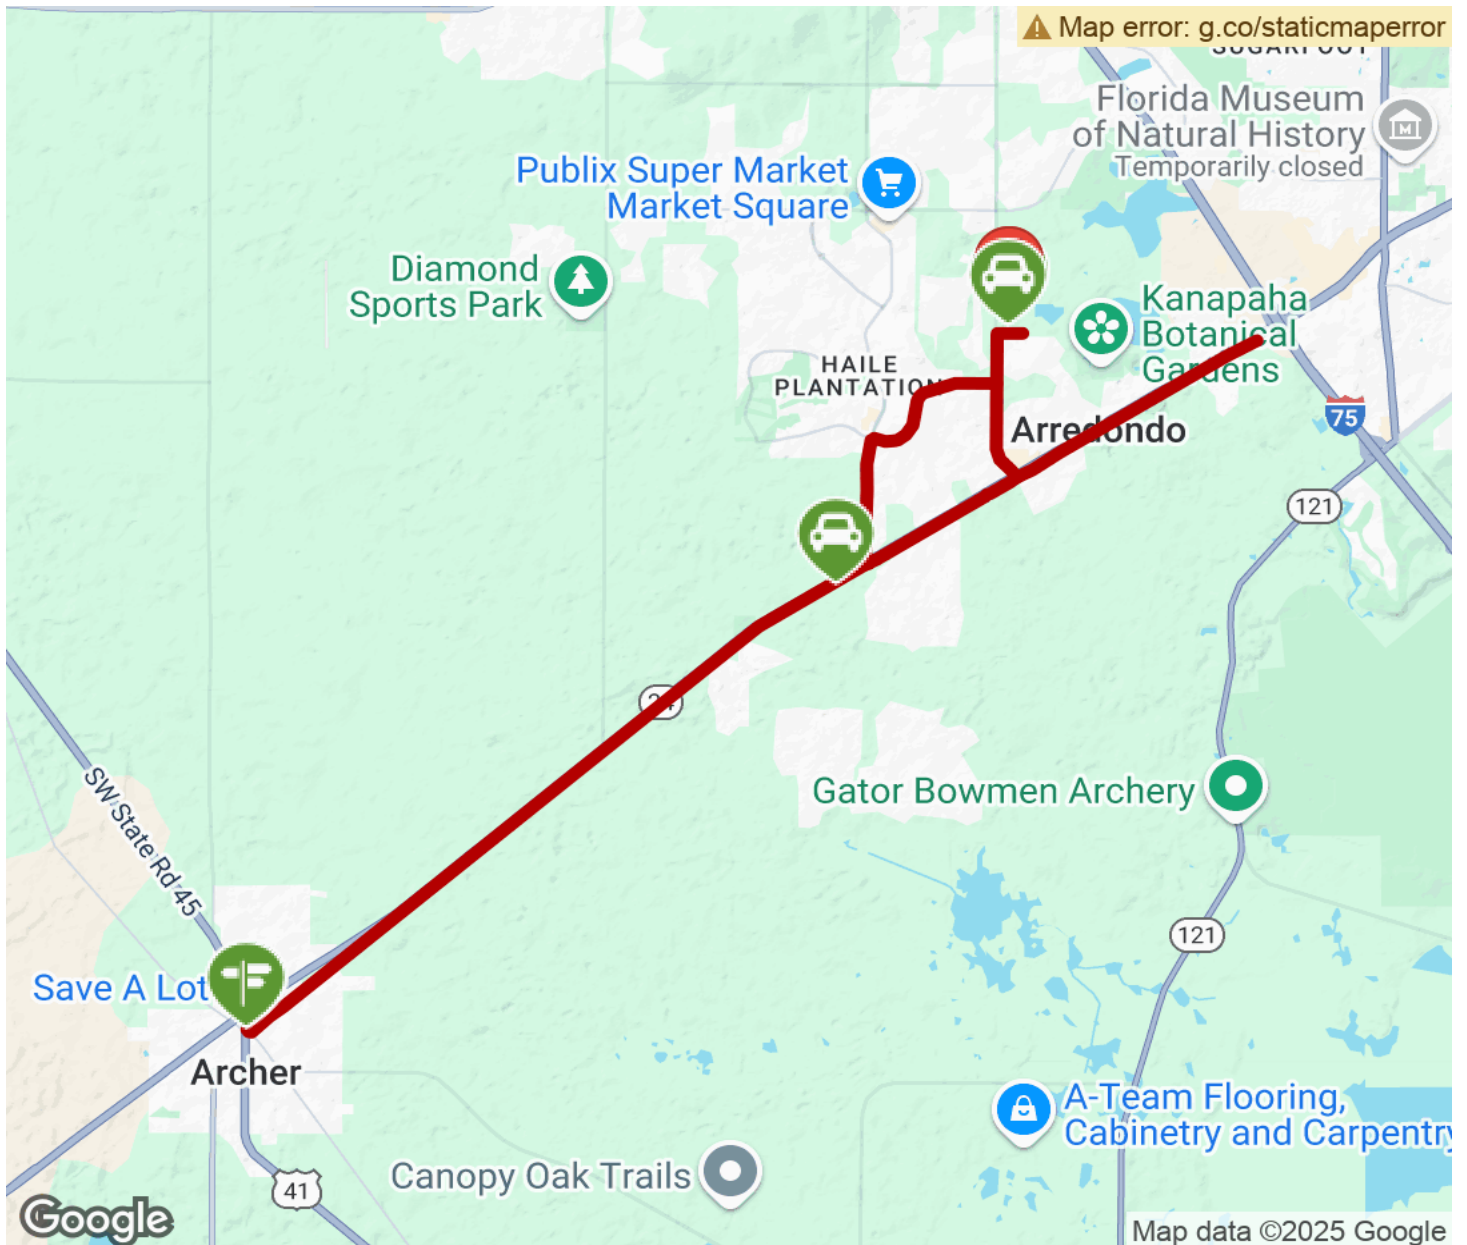 Map error: g.co/staticmaperror
SUGARFOOT
Florida Museum
of Natural History
Temporarily closed
M
Publix Super Market
Market Square
Diamond
Sports Park
Kanapaha
Botanical
Gardens
HAILE
PLANTATION
75
Arredondo
121
24
Gator Bowmen Archery
SW State Rd 45
121
Save A Lot
Archer
A-Team Flooring,
Cabinetry and Carpentry
Canopy Oak Trails
41
Google
Map data ©2025 Google